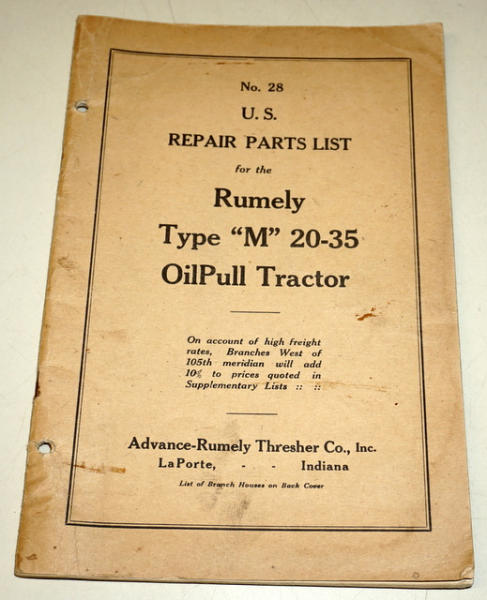 No. 28
U. S.
REPAIR PARTS LIST
for the
Rumely
Type "M" 20-35
OilPull Tractor
On account of high freight
rates, Branches West of
105th meridian will add
10% to prices quoted in
Supplementary Lists :: ::
Advance-Rumely Thresher Co., Inc.
LaPorte, - - Indiana
List of Branch Houses on Back Cover